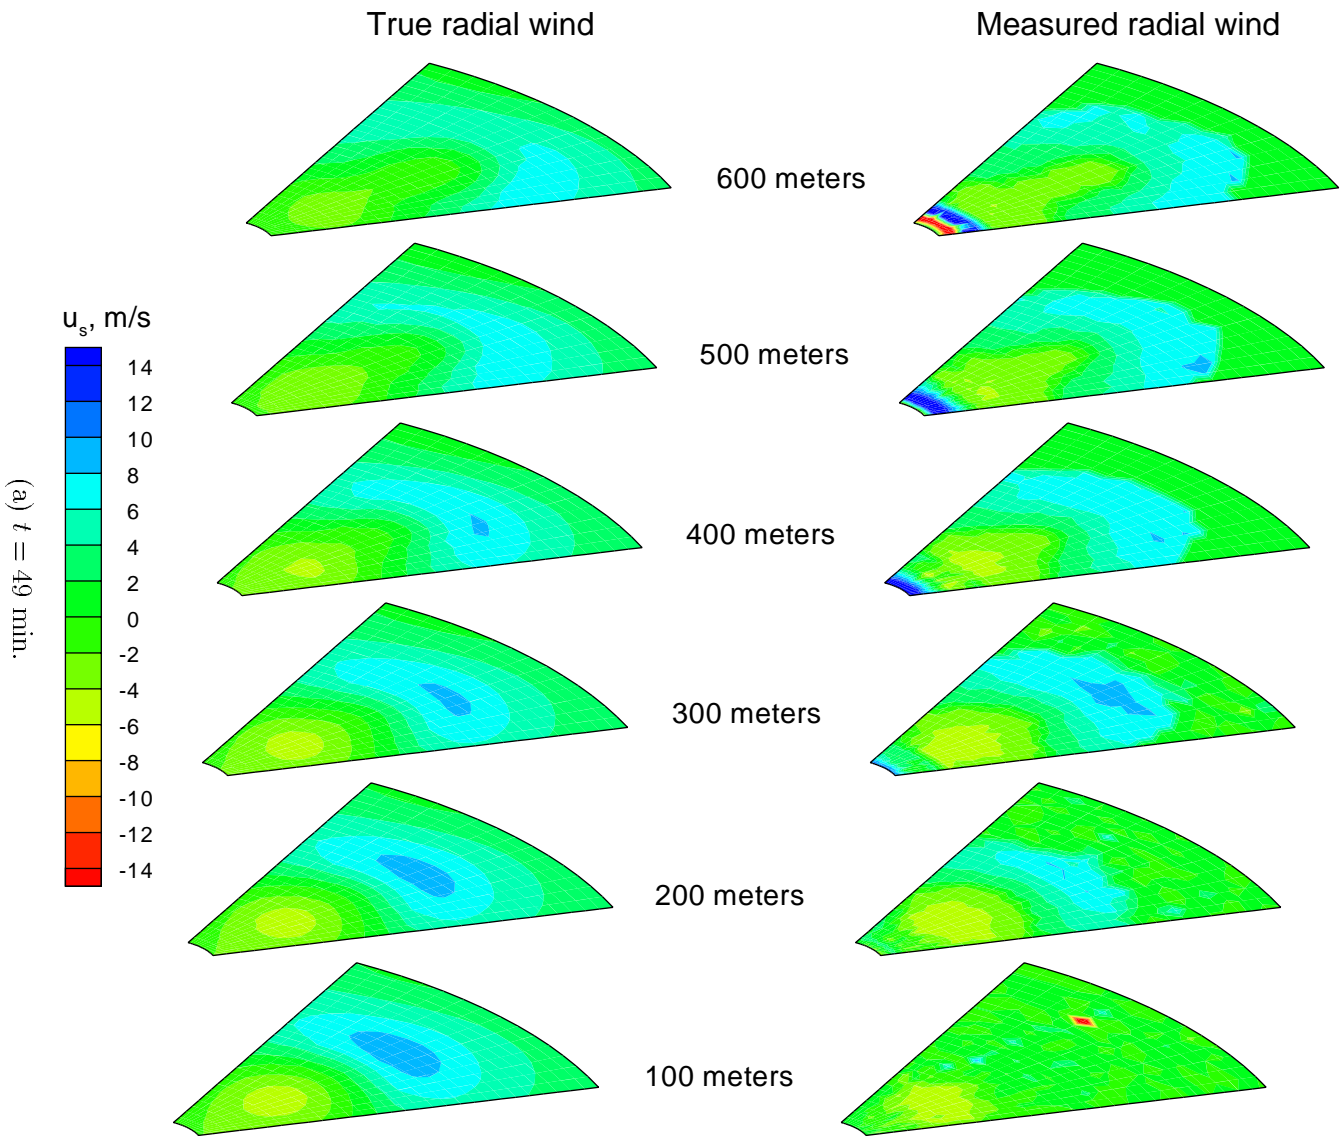 True radial wind
Measured radial wind
600 meters
500 meters
400 meters
300 meters
200 meters
100 meters
u_s, m/s
14
12
10
8
6
4
2
0
-2
-4
-6
-8
-10
-12
-14
(a) t = 49 min.